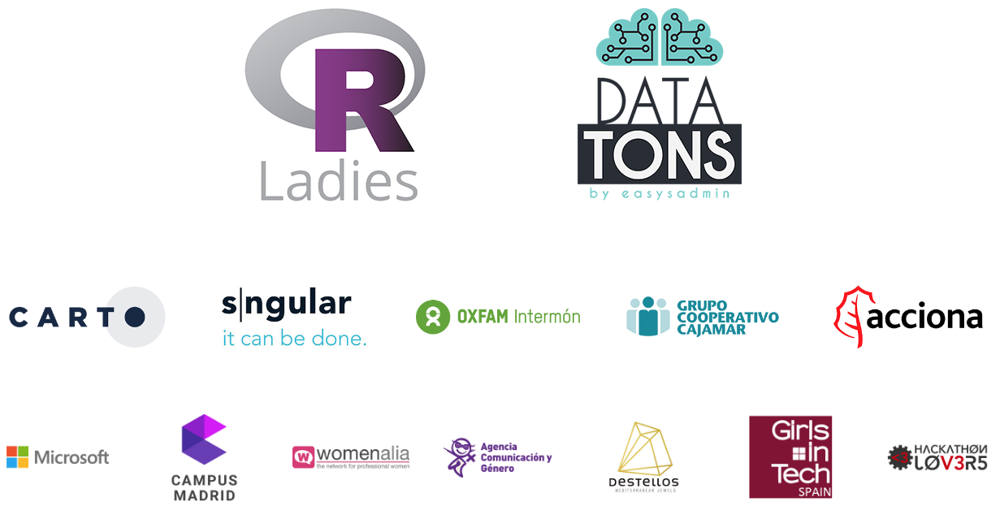 R
Ladies
DATA
TONS
by easysadmin
CARTO
s|ngular
it can be done.
OXFAM Intermón
GRUPO
COOPERATIVO
CAJAMAR
acciona
Microsoft
CAMPUS
MADRID
womenalia
the network for professional women
Agencia
Comunicación y
Género
DESTELLOS
MEDITERRANEAN JEWELS
Girls
in
Tech
SPAIN
<3 HACKATHØN
LØV3R5